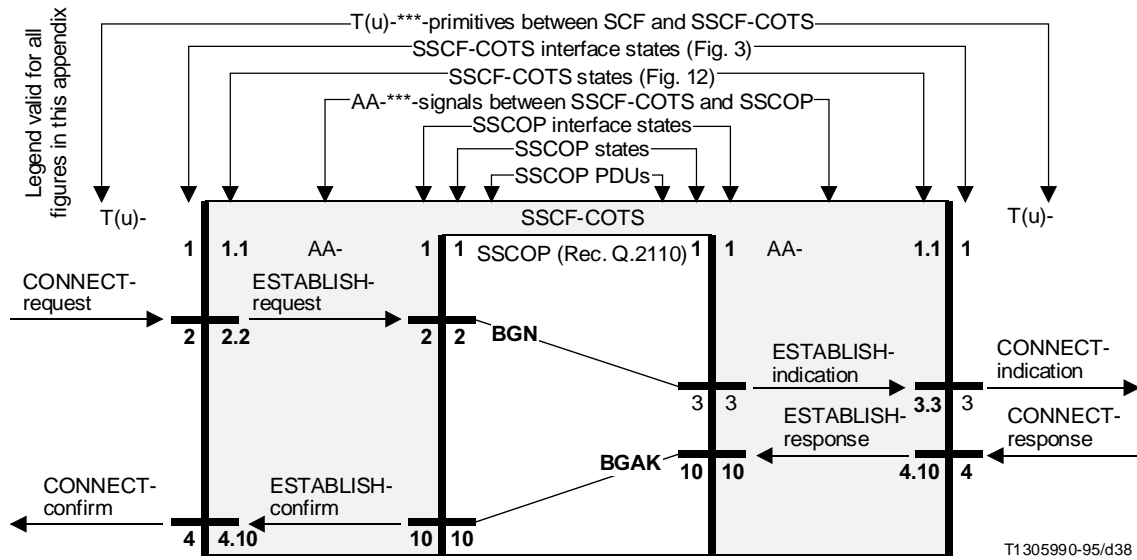 Legend valid for all
figures in this appendix
T(u)-***-primitives between SCF and SSCF-COTS
SSCF-COTS interface states (Fig. 3)
SSCF-COTS states (Fig. 12)
AA-***-signals between SSCF-COTS and SSCOP
SSCOP interface states
SSCOP states
SSCOP PDUs
T(u)- SSCF-COTS T(u)-
1 1.1 AA- 1 1 SSCOP (Rec. Q.2110) 1 1 AA- 1.1 1
CONNECT-
request
ESTABLISH-
request
2 2.2 2 2
BGN
ESTABLISH-
indication
CONNECT-
indication
3 3 3.3 3
ESTABLISH-
response
CONNECT-
response
BGAK
10 10 4.10 4
CONNECT-
confirm
ESTABLISH-
confirm
4 4.10 10 10
T1305990-95/d38